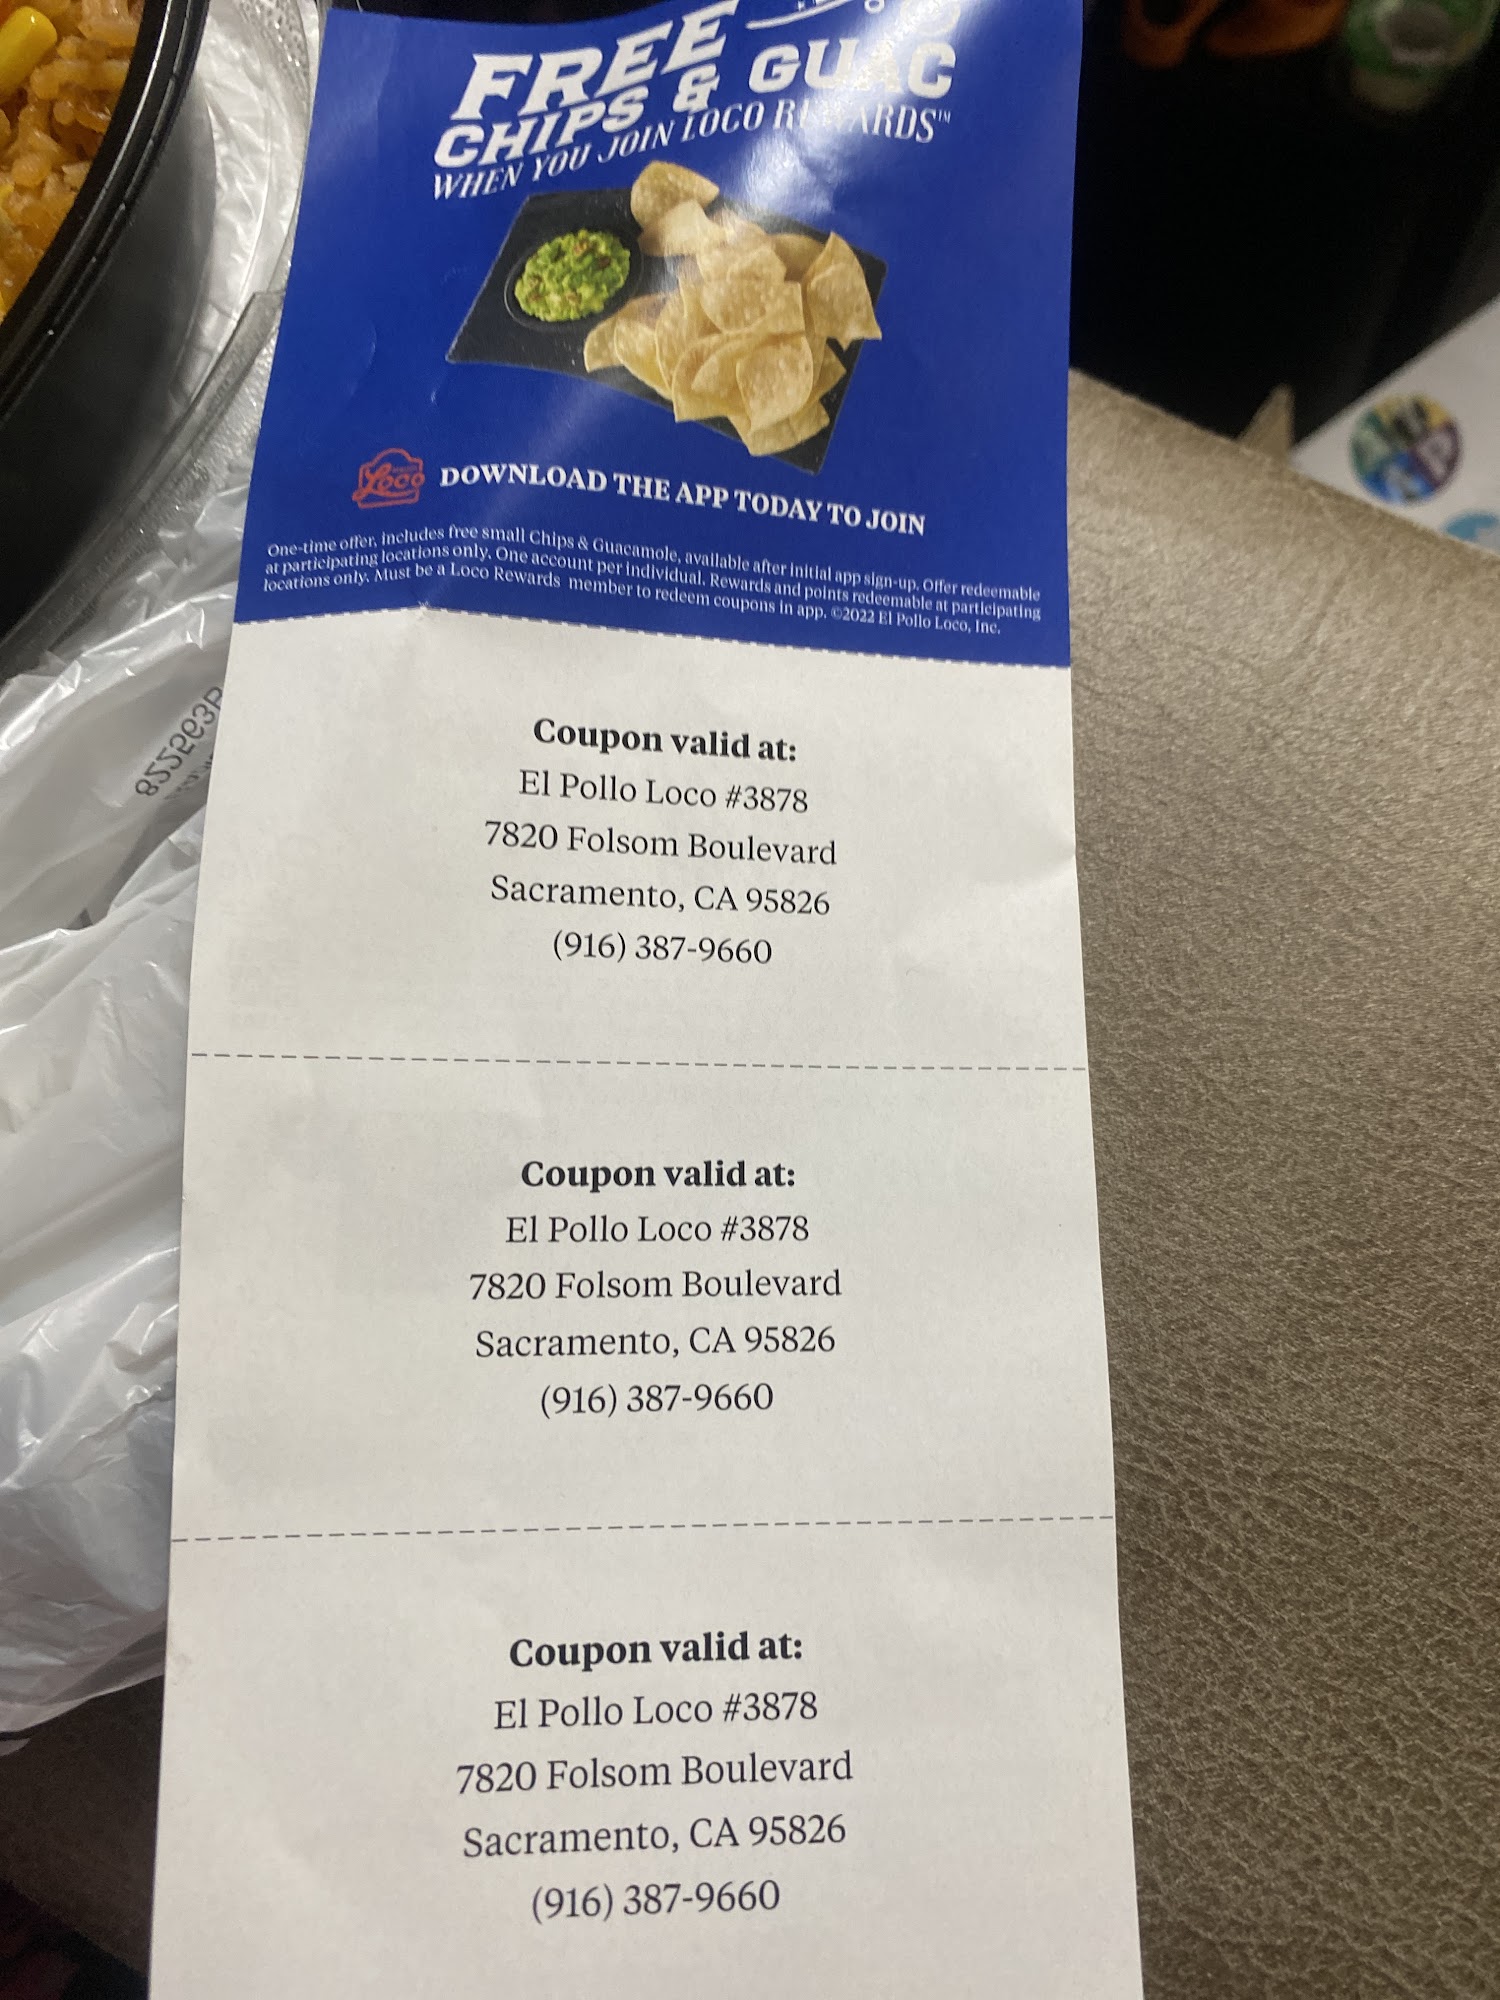 FREE
CHIPS & GUAC
WHEN YOU JOIN LOCO REWARDS™
Loco DOWNLOAD THE APP TODAY TO JOIN
One-time offer, includes free small Chips & Guacamole, available after initial app sign-up. Offer redeemable
at participating locations only. One account per individual. Rewards and points redeemable at participating
locations only. Must be a Loco Rewards member to redeem coupons in app. ©2022 El Pollo Loco, Inc.
Coupon valid at:
El Pollo Loco #3878
7820 Folsom Boulevard
Sacramento, CA 95826
(916) 387-9660
Coupon valid at:
El Pollo Loco #3878
7820 Folsom Boulevard
Sacramento, CA 95826
(916) 387-9660
Coupon valid at:
El Pollo Loco #3878
7820 Folsom Boulevard
Sacramento, CA 95826
(916) 387-9660